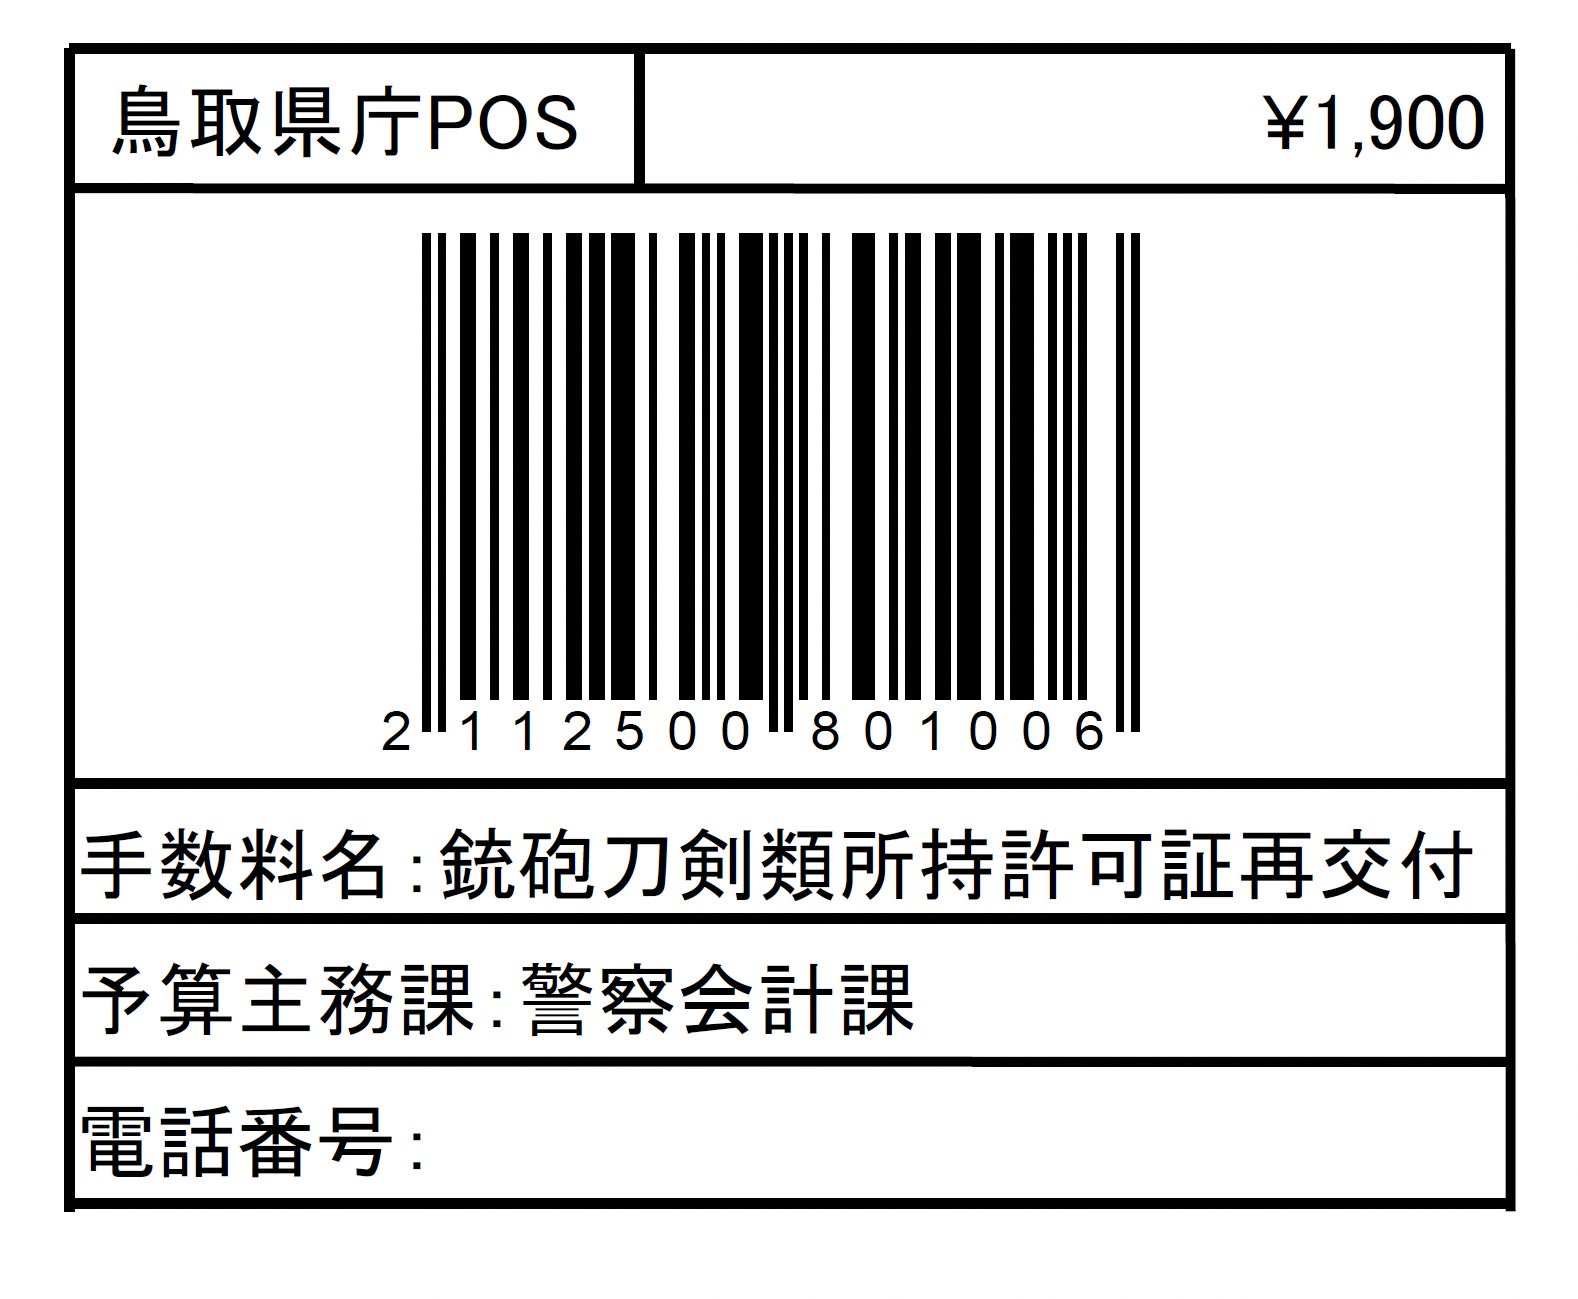 鳥取県庁POS
¥1,900
2 112500 801006
手数料名:銃砲刀剣類所持許可証再交付
予算主務課:警察会計課
電話番号: